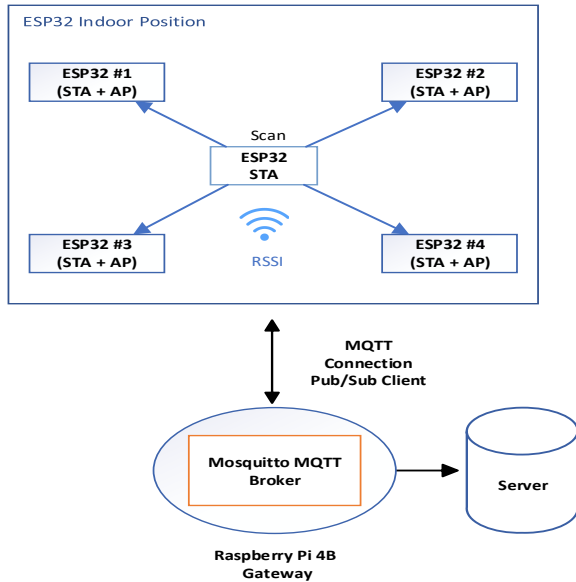 ESP32 Indoor Position
ESP32 #1
(STA + AP)
ESP32 #2
(STA + AP)
Scan
ESP32
STA
ESP32 #3
(STA + AP)
RSSI
ESP32 #4
(STA + AP)
MQTT
Connection
Pub/Sub Client
Mosquitto MQTT
Broker
Server
Raspberry Pi 4B
Gateway